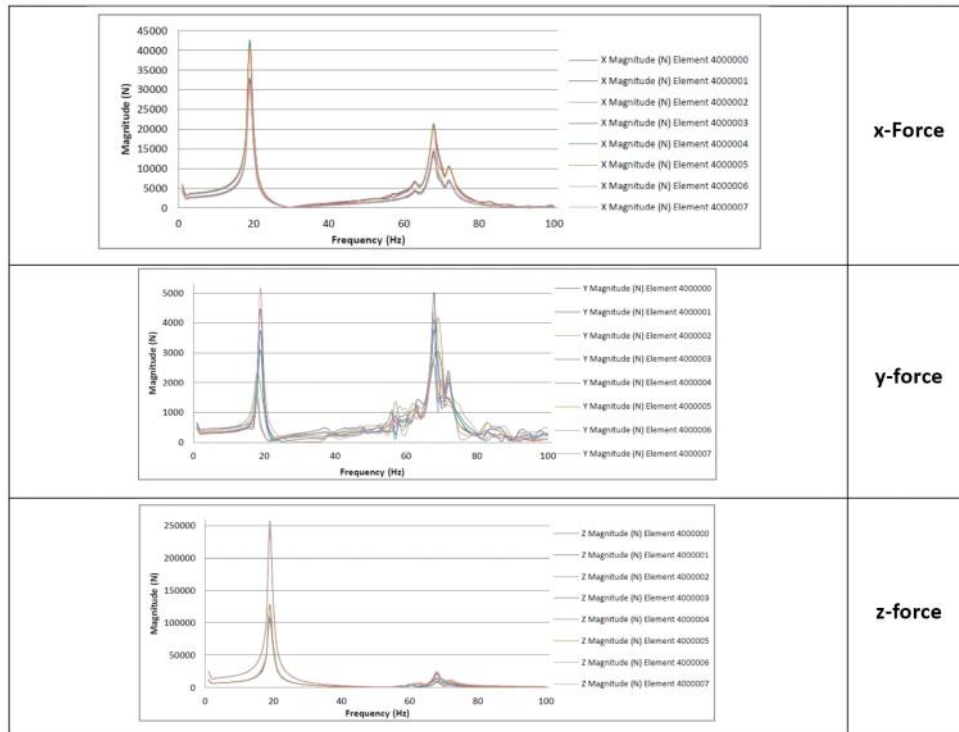 45000
40000
35000
30000
25000
20000
15000
10000
5000
0
Magnitude (N)
0 20 40 60 80 100
Frequency (Hz)
X Magnitude (N) Element 4000000
X Magnitude (N) Element 4000001
X Magnitude (N) Element 4000002
X Magnitude (N) Element 4000003
X Magnitude (N) Element 4000004
X Magnitude (N) Element 4000005
X Magnitude (N) Element 4000006
X Magnitude (N) Element 4000007
x-Force
5000
4000
3000
2000
1000
0
Magnitude (N)
0 20 40 60 80 100
Frequency (Hz)
Y Magnitude (N) Element 4000000
Y Magnitude (N) Element 4000001
Y Magnitude (N) Element 4000002
Y Magnitude (N) Element 4000003
Y Magnitude (N) Element 4000004
Y Magnitude (N) Element 4000005
Y Magnitude (N) Element 4000006
Y Magnitude (N) Element 4000007
y-force
250000
200000
150000
100000
50000
0
Magnitude (N)
0 20 40 60 80 100
Frequency (Hz)
Z Magnitude (N) Element 4000000
Z Magnitude (N) Element 4000001
Z Magnitude (N) Element 4000002
Z Magnitude (N) Element 4000003
Z Magnitude (N) Element 4000004
Z Magnitude (N) Element 4000005
Z Magnitude (N) Element 4000006
Z Magnitude (N) Element 4000007
z-force